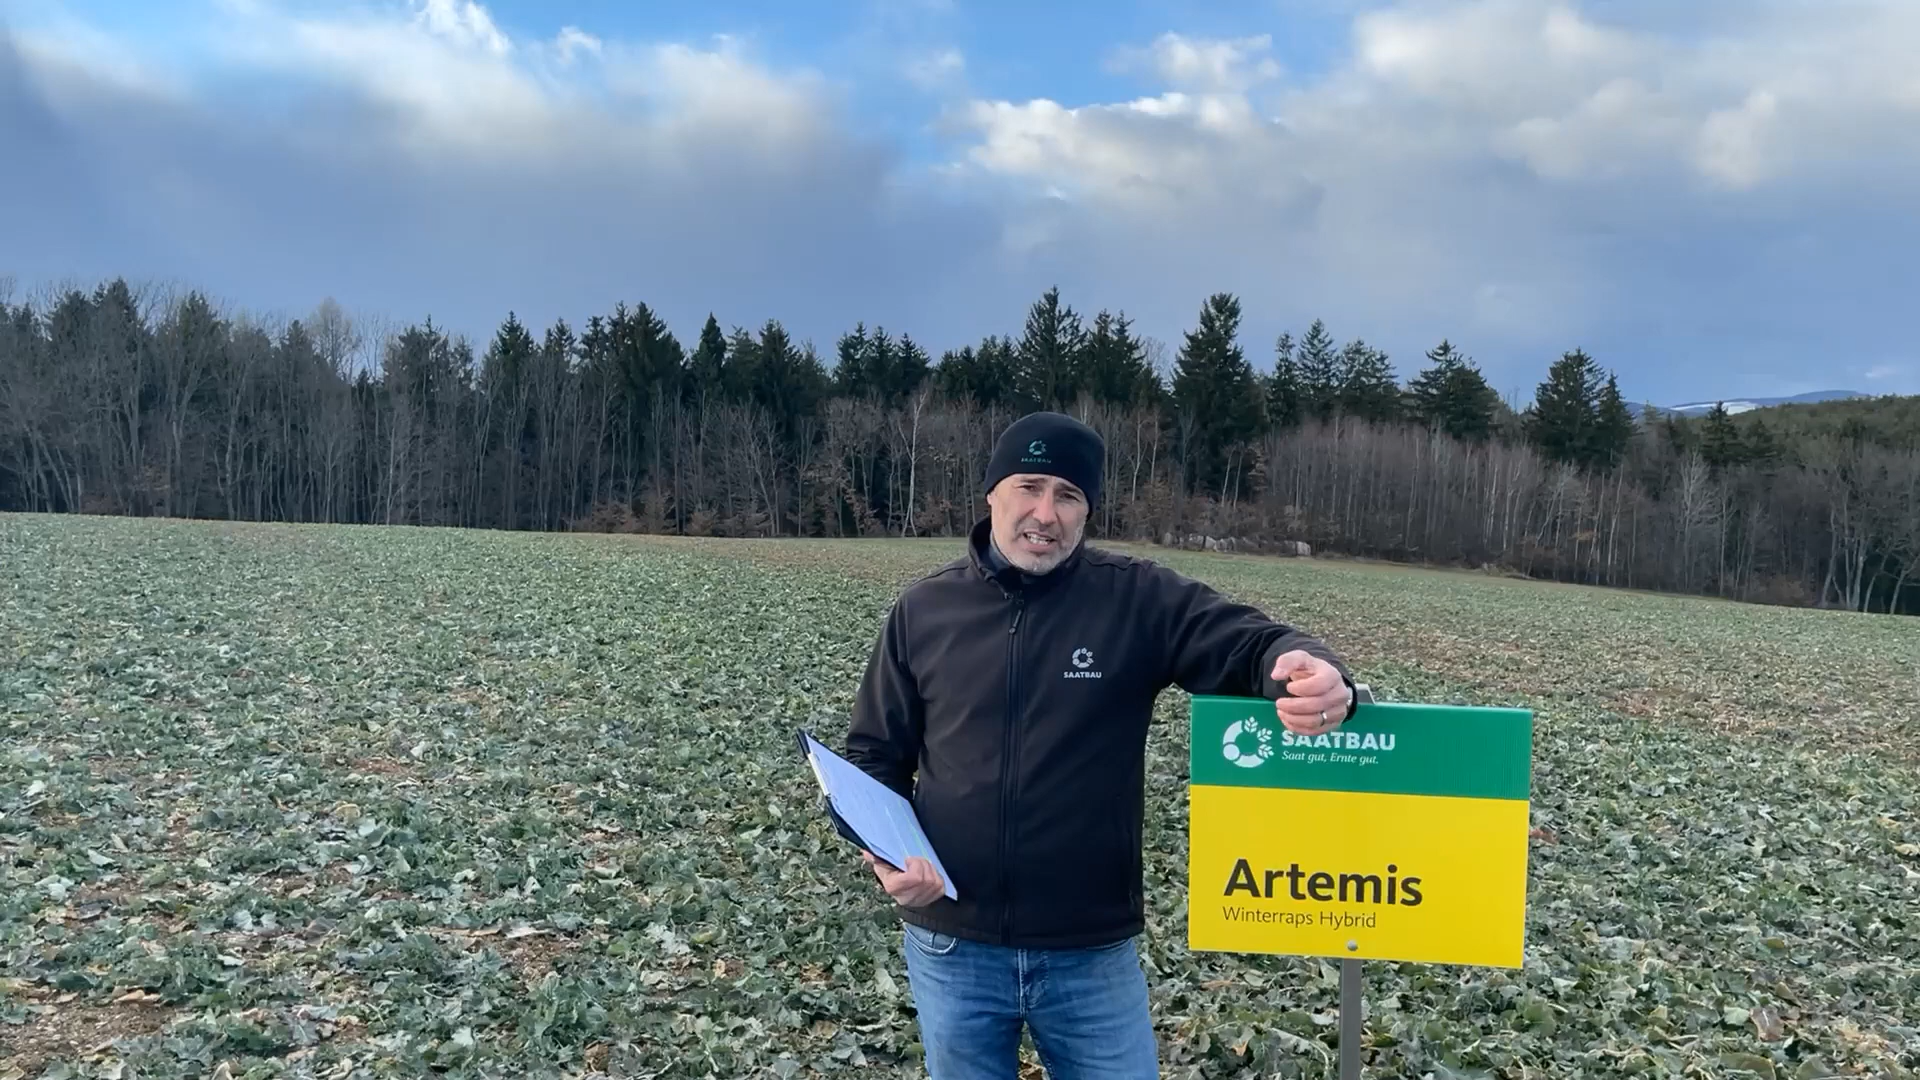 SAATBAU
SAATBAU
SAATBAU
Saat gut, Ernte gut.
Artemis
Winterraps Hybrid